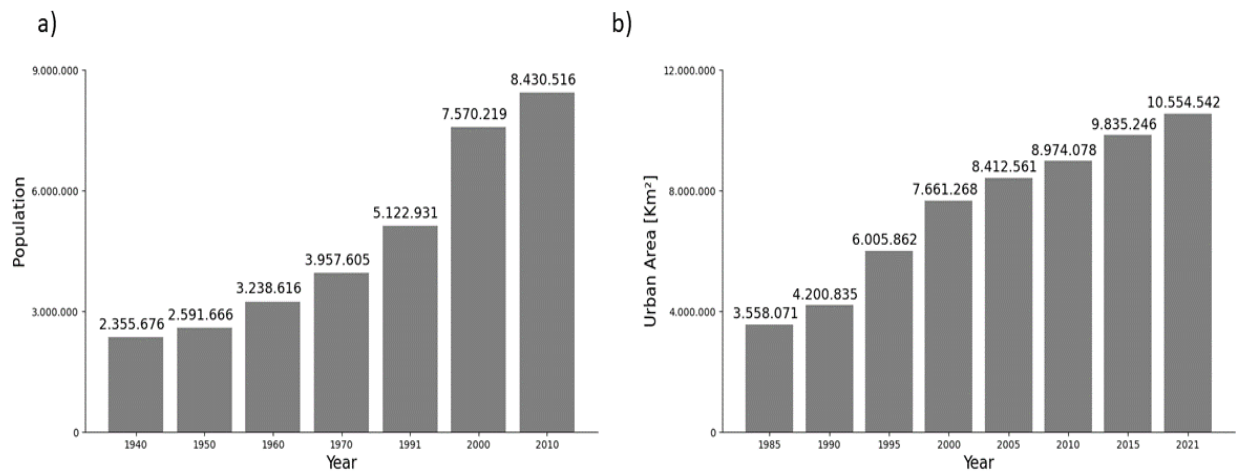 a)
9.000.000
6.000.000
3.000.000
0
Population
2.355.676
2.591.666
3.238.616
3.957.605
5.122.931
7.570.219
8.430.516
1940 1950 1960 1970 1991 2000 2010
Year
b)
12.000.000
8.000.000
4.000.000
0
Urban Area [Km²]
3.558.071
4.200.835
6.005.862
7.661.268
8.412.561
8.974.078
9.835.246
10.554.542
1985 1990 1995 2000 2005 2010 2015 2021
Year